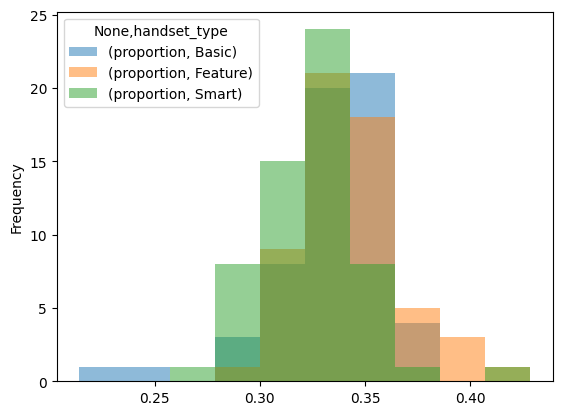 None,handset_type
(proportion, Basic)
(proportion, Feature)
(proportion, Smart)
Frequency
25
20
15
10
5
0
0.25 0.30 0.35 0.40